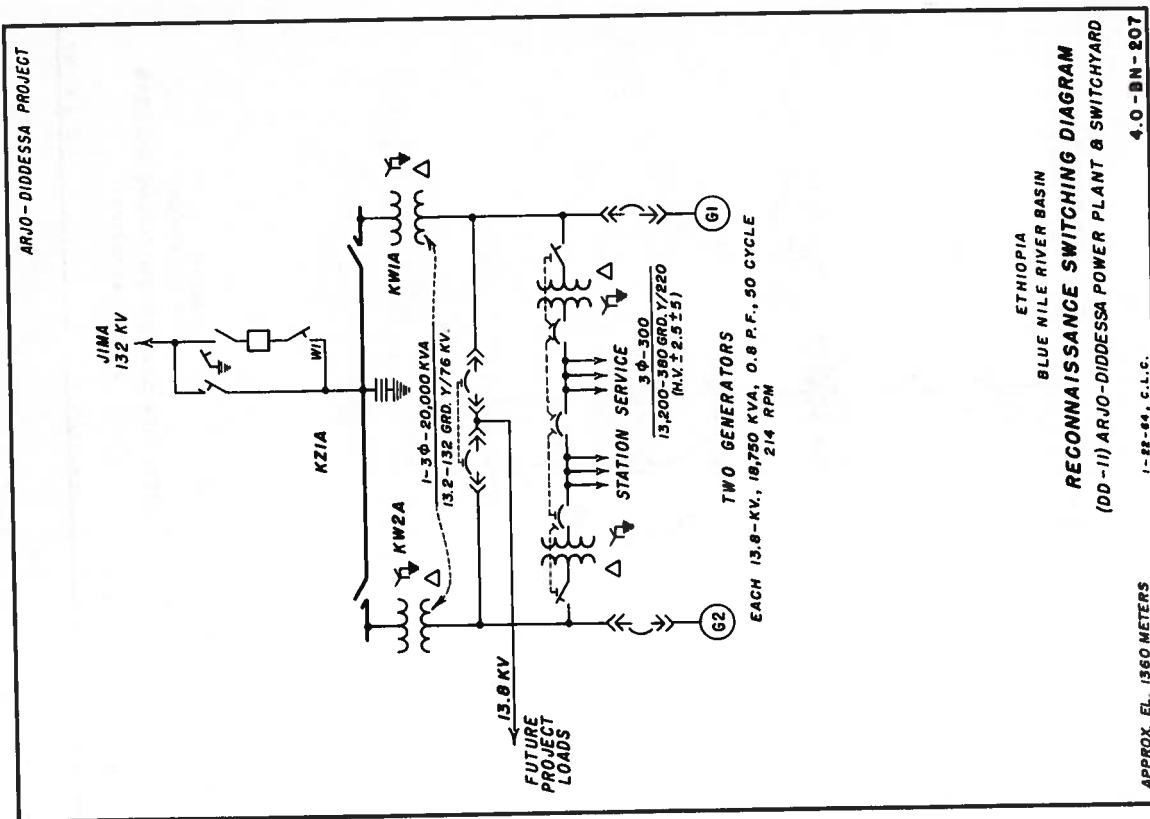 ARJO-DIDDESSA PROJECT
JIMA
132 KV
W1
KZ1A
KW2A
KW1A
1-3Φ-20,000 KVA
13.2-132 GRD. Y/76 KV.
13.8 KV
FUTURE
PROJECT
LOADS
STATION SERVICE
3Φ-300
13,200-380 GRD.Y/220
(H.V. ± 2.5 ± 5)
G2
G1
TWO GENERATORS
EACH 13.8-KV., 18,750 KVA, 0.8 P.F., 50 CYCLE
214 RPM
ETHIOPIA
BLUE NILE RIVER BASIN
RECONNAISSANCE SWITCHING DIAGRAM
(DD-11) ARJO-DIDDESSA POWER PLANT & SWITCHYARD
APPROX. EL. 1360 METERS
1-22-64, C.L.C.
4.0-BN-207